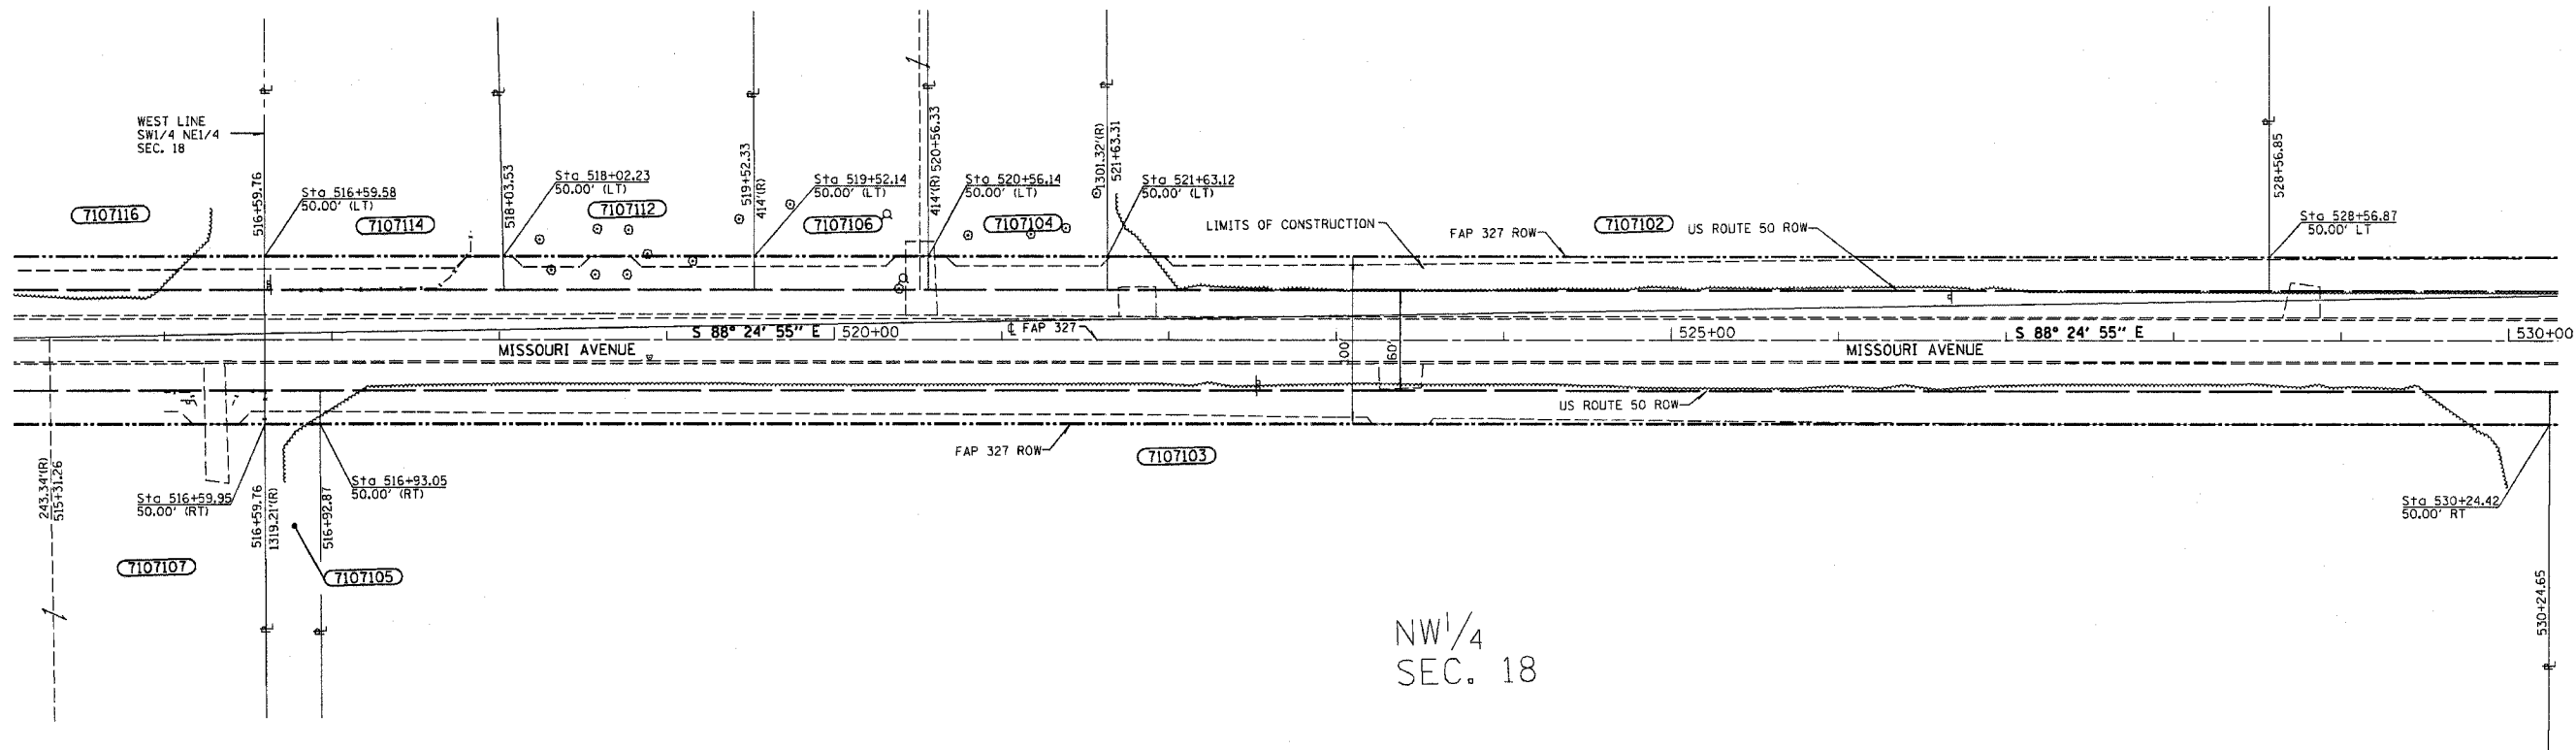 WEST LINE
SW1/4 NE1/4
SEC. 18
7107116
516+59.76
Sta 516+59.58
50.00' (LT)
7107114
518+03.53
Sta 518+02.23
50.00' (LT)
7107112
519+52.33
414'(R)
Sta 519+52.14
50.00' (LT)
7107106
414'(R) 520+56.33
Sta 520+56.14
50.00' (LT)
7107104
1301.32'(R)
521+63.31
Sta 521+63.12
50.00' (LT)
LIMITS OF CONSTRUCTION
FAP 327 ROW
7107102
US ROUTE 50 ROW
528+56.85
Sta 528+56.87
50.00' LT
S 88° 24' 55" E
520+00
℄ FAP 327
525+00
S 88° 24' 55" E
530+00
MISSOURI AVENUE
100'
60'
MISSOURI AVENUE
US ROUTE 50 ROW
FAP 327 ROW
7107103
243.34'(R)
515+31.26
Sta 516+59.95
50.00' (RT)
516+59.76
1319.21'(R)
516+92.87
Sta 516+93.05
50.00' (RT)
Sta 530+24.42
50.00' RT
7107107
7107105
530+24.65
NW1/4
SEC. 18